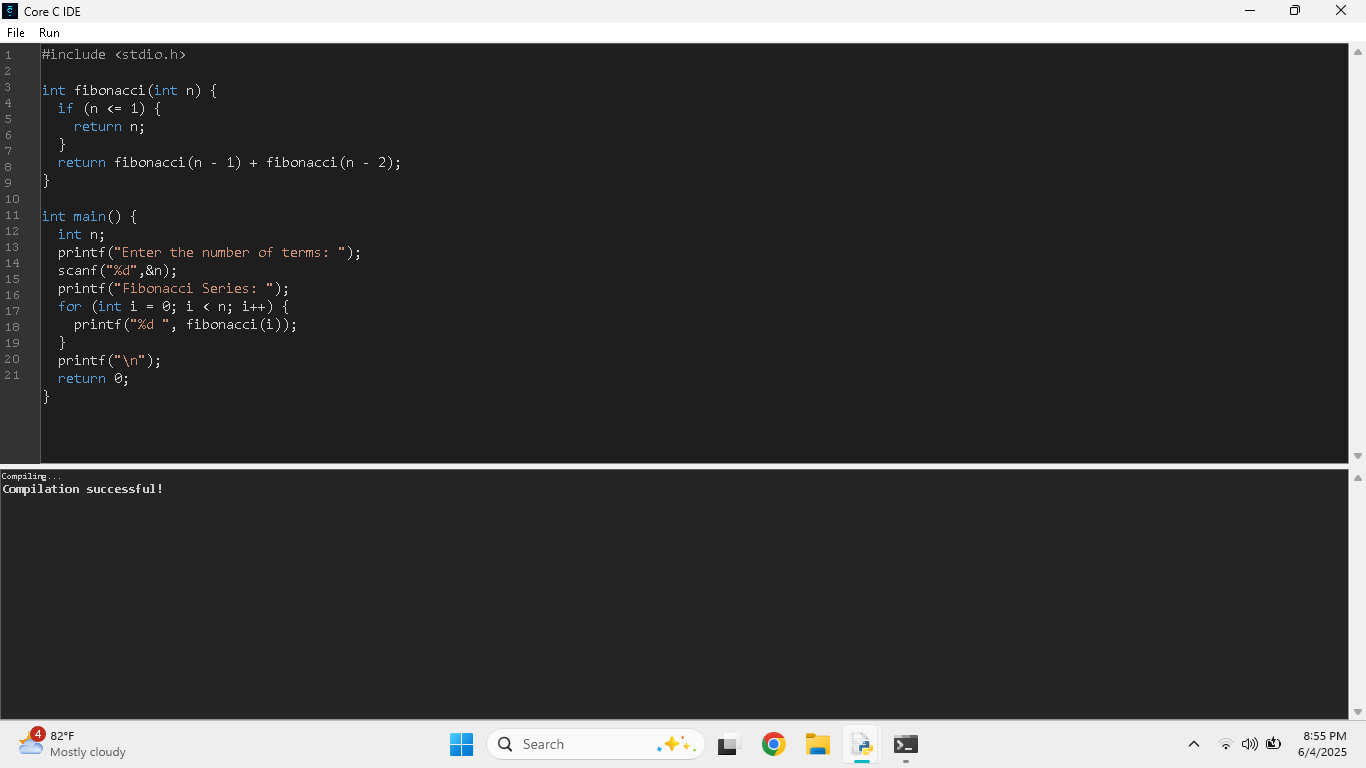 Core C IDE
File Run
1 #include <stdio.h>
2
3 int fibonacci(int n) {
4   if (n <= 1) {
5     return n;
6   }
7   return fibonacci(n - 1) + fibonacci(n - 2);
8 }
9
10 int main() {
11   int n;
12   printf("Enter the number of terms: ");
13   scanf("%d",&n);
14   printf("Fibonacci Series: ");
15   for (int i = 0; i < n; i++) {
16     printf("%d ", fibonacci(i));
17   }
18   printf("\n");
19   return 0;
20 }
21
Compiling...
Compilation successful!
4
82°F
Mostly cloudy
Search
8:55 PM
6/4/2025